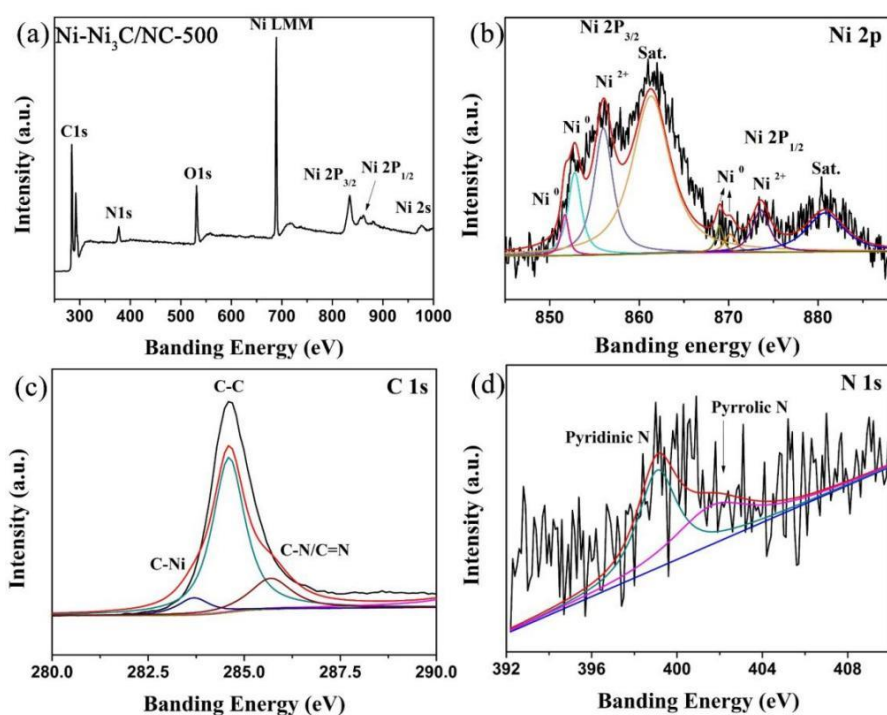 (a) Ni-Ni₃C/NC-500
Ni LMM
C1s
N1s
O1s
Ni 2P₃/₂
Ni 2P₁/₂
Ni 2s
Intensity (a.u.)
300 400 500 600 700 800 900 1000
Banding Energy (eV)
(b)
Ni 2p
Ni 2P₃/₂
Sat.
Ni ²⁺
Ni ⁰
Ni ⁰
Ni 2P₁/₂
Ni ⁰
Ni ²⁺
Sat.
Intensity (a.u.)
850 860 870 880
Banding energy (eV)
(c)
C 1s
C-C
C-Ni
C-N/C=N
Intensity (a.u.)
280.0 282.5 285.0 287.5 290.0
Banding Energy (eV)
(d)
N 1s
Pyridinic N
Pyrrolic N
Intensity (a.u.)
392 396 400 404 408
Banding Energy (eV)